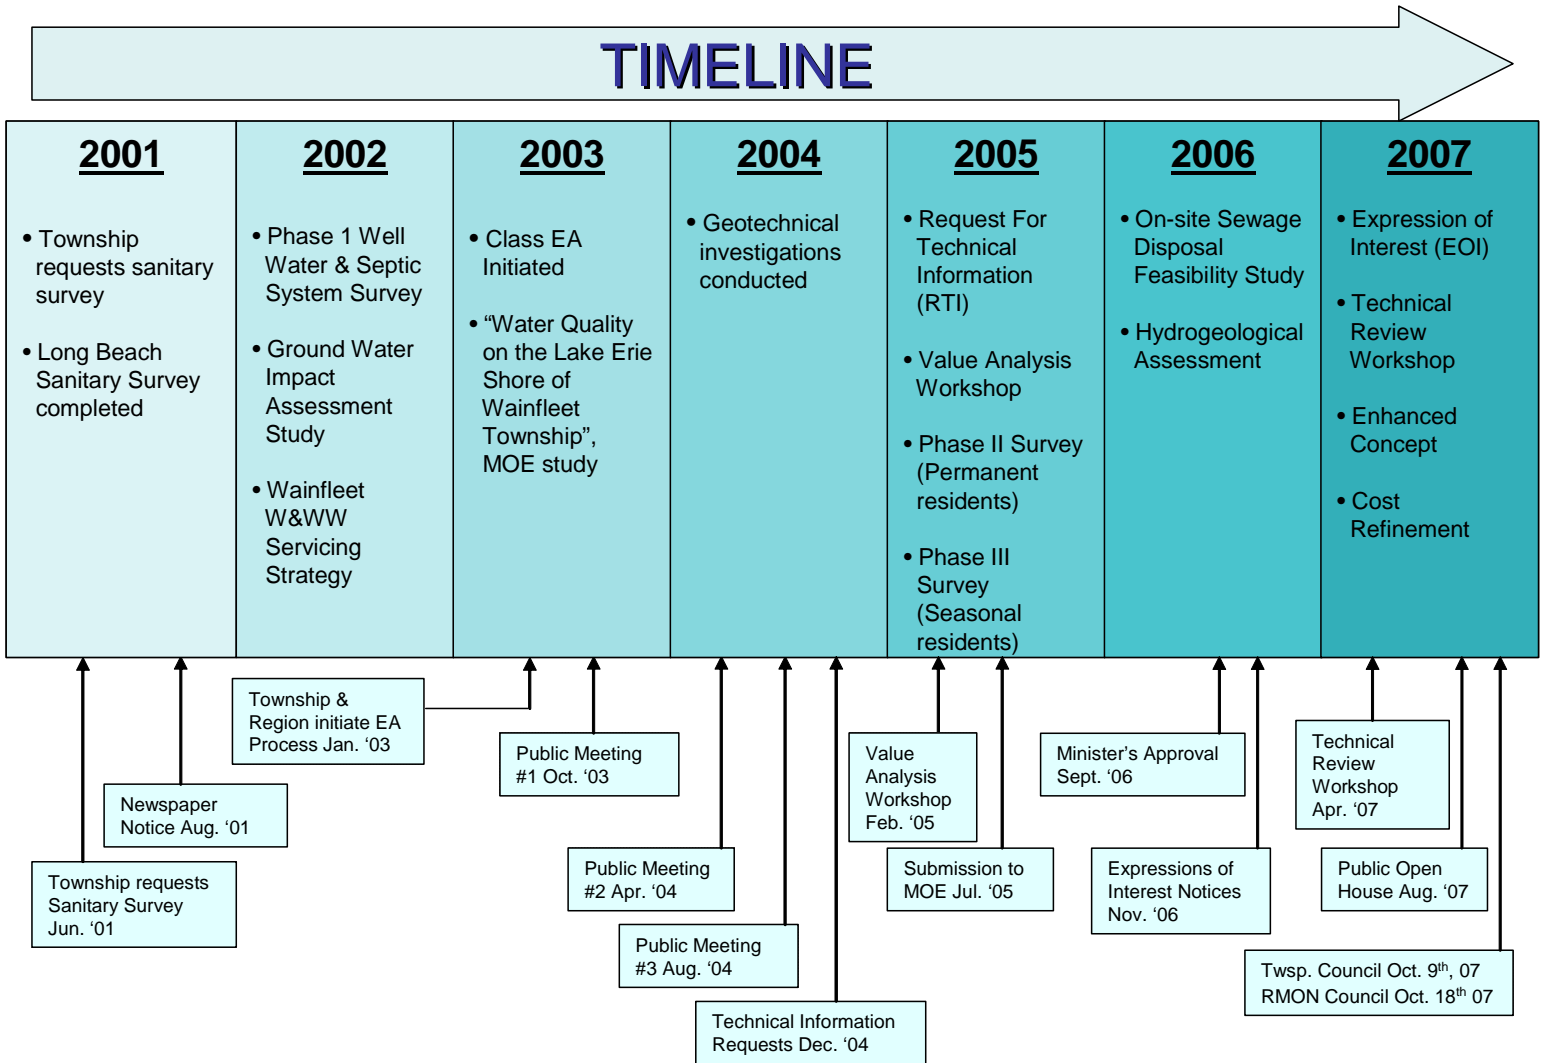 TIMELINE
2001
• Township
requests sanitary
survey
• Long Beach
Sanitary Survey
completed
2002
• Phase 1 Well
Water & Septic
System Survey
• Ground Water
Impact
Assessment
Study
• Wainfleet
W&WW
Servicing
Strategy
2003
• Class EA
Initiated
• “Water Quality
on the Lake Erie
Shore of
Wainfleet
Township”,
MOE study
2004
• Geotechnical
investigations
conducted
2005
• Request For
Technical
Information
(RTI)
• Value Analysis
Workshop
• Phase II Survey
(Permanent
residents)
• Phase III
Survey
(Seasonal
residents)
2006
• On-site Sewage
Disposal
Feasibility Study
• Hydrogeological
Assessment
2007
• Expression of
Interest (EOI)
• Technical
Review
Workshop
• Enhanced
Concept
• Cost
Refinement
Township requests
Sanitary Survey
Jun. ‘01
Newspaper
Notice Aug. ‘01
Township &
Region initiate EA
Process Jan. ‘03
Public Meeting
#1 Oct. ‘03
Public Meeting
#2 Apr. ‘04
Public Meeting
#3 Aug. ‘04
Technical Information
Requests Dec. ‘04
Value
Analysis
Workshop
Feb. ‘05
Submission to
MOE Jul. ‘05
Minister’s Approval
Sept. ‘06
Expressions of
Interest Notices
Nov. ‘06
Technical
Review
Workshop
Apr. ‘07
Public Open
House Aug. ‘07
Twsp. Council Oct. 9th, 07
RMON Council Oct. 18th 07